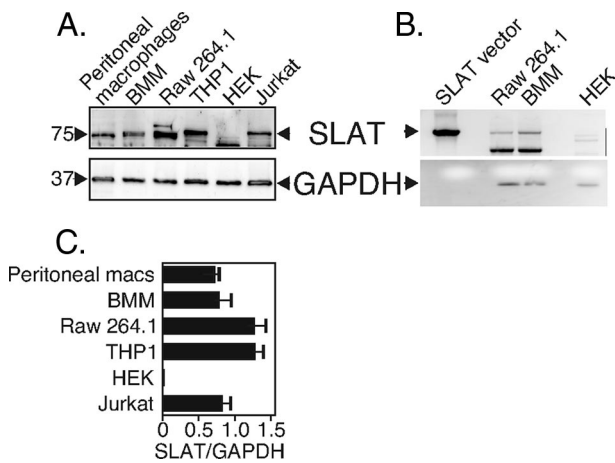 A.
Peritoneal
macrophages
BMM
Raw 264.1
THP1
HEK
Jurkat
75
SLAT
37
GAPDH
B.
SLAT vector
Raw 264.1
BMM
HEK
C.
Peritoneal macs
BMM
Raw 264.1
THP1
HEK
Jurkat
0 0.5 1.0 1.5
SLAT/GAPDH